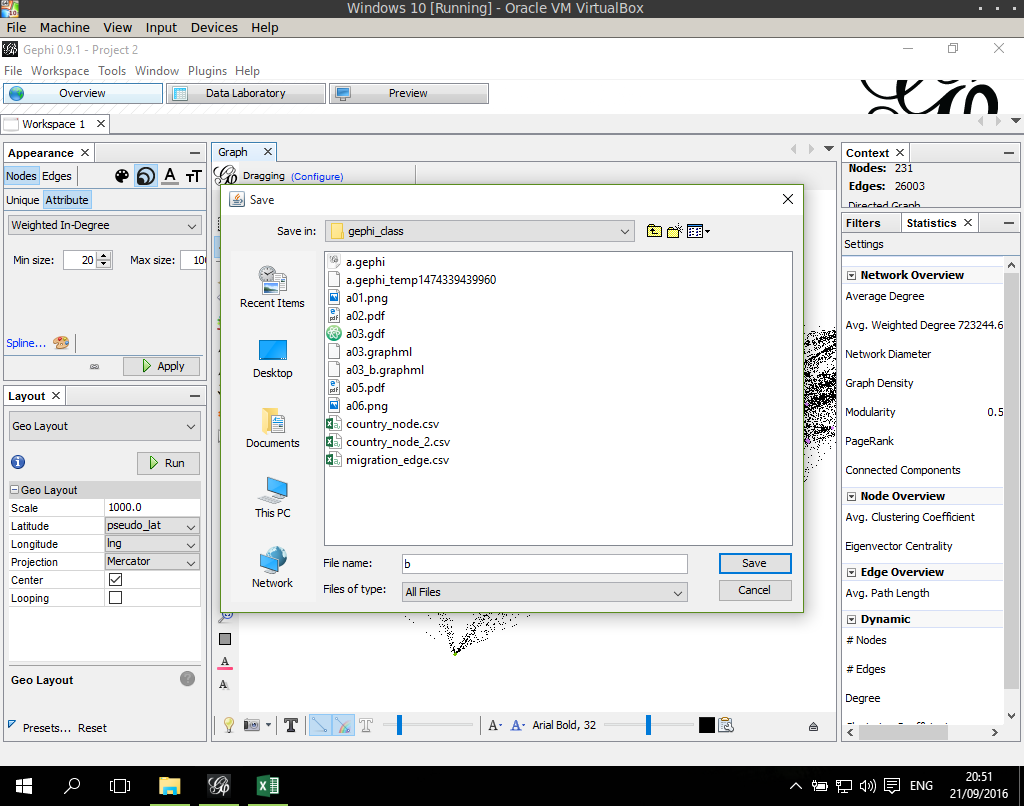 Windows 10 [Running] - Oracle VM VirtualBox
File Machine View Input Devices Help
Gephi 0.9.1 - Project 2
File Workspace Tools Window Plugins Help
Overview Data Laboratory Preview
Workspace 1
Appearance
Nodes Edges
Unique Attribute
Weighted In-Degree
Min size: 20 Max size: 100
Spline...
Apply
Layout
Geo Layout
Run
Geo Layout
Scale 1000.0
Latitude pseudo_lat
Longitude lng
Projection Mercator
Center
Looping
Geo Layout
Presets... Reset
Graph
Dragging (Configure)
Save
Save in: gephi_class
Recent Items
Desktop
Documents
This PC
Network
a.gephi
a.gephi_temp1474339439960
a01.png
a02.pdf
a03.gdf
a03.graphml
a03_b.graphml
a05.pdf
a06.png
country_node.csv
country_node_2.csv
migration_edge.csv
File name: b Save
Files of type: All Files Cancel
Arial Bold, 32
Context
Nodes: 231
Edges: 26003
Directed Graph
Filters Statistics
Settings
Network Overview
Average Degree
Avg. Weighted Degree 723244.6
Network Diameter
Graph Density
Modularity 0.5
PageRank
Connected Components
Node Overview
Avg. Clustering Coefficient
Eigenvector Centrality
Edge Overview
Avg. Path Length
Dynamic
# Nodes
# Edges
Degree
ENG
20:51
21/09/2016